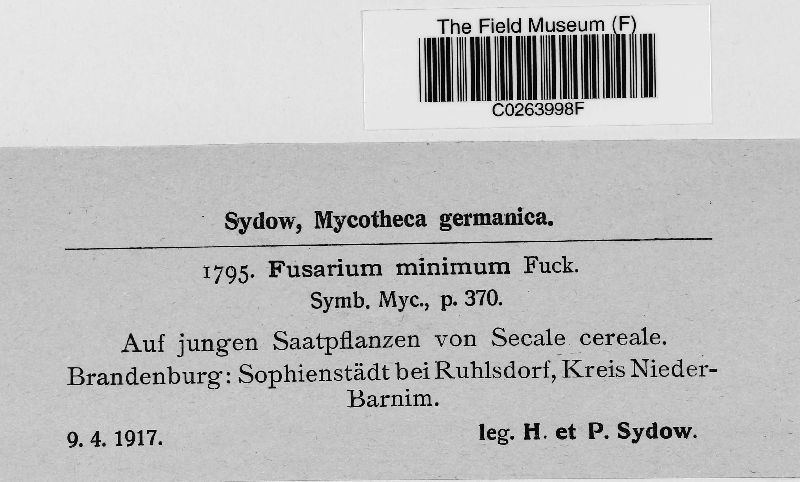 The Field Museum (F)
C0263998F
Sydow, Mycotheca germanica.
1795. Fusarium minimum Fuck.
Symb. Myc., p. 370.
Auf jungen Saatpflanzen von Secale cereale.
Brandenburg: Sophienstädt bei Ruhlsdorf, Kreis Nieder-
Barnim.
9. 4. 1917.
leg. H. et P. Sydow.